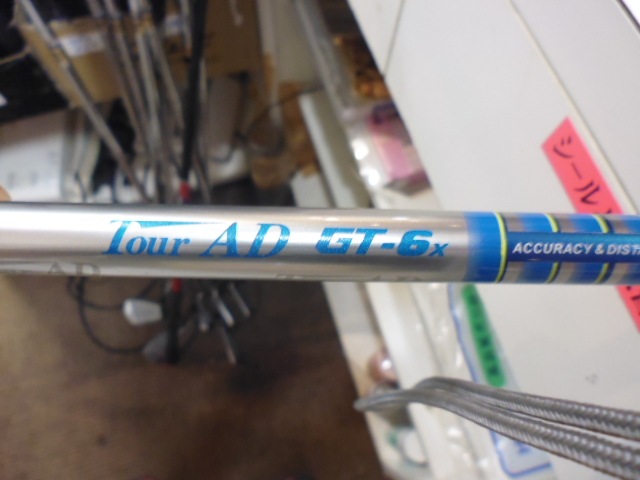 Tour AD GT-6x
ACCURACY & DIST
シール